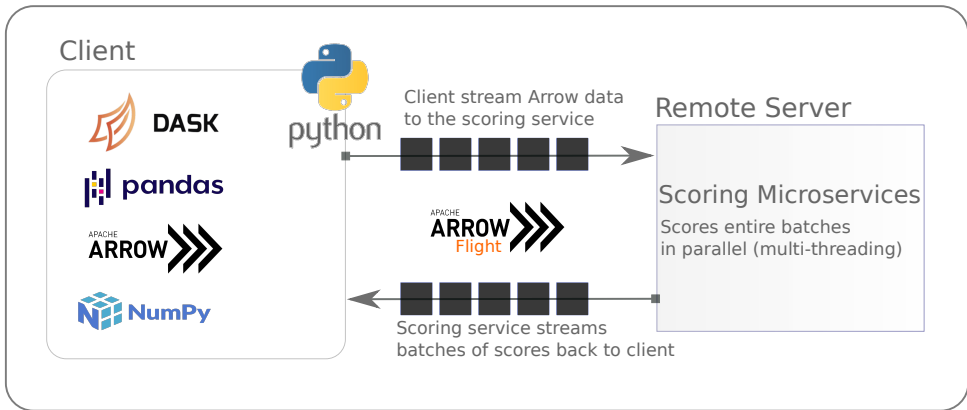 Client
python
DASK
pandas
APACHE
ARROW
NumPy
Client stream Arrow data
to the scoring service
APACHE
ARROW
Flight
Scoring service streams
batches of scores back to client
Remote Server
Scoring Microservices
Scores entire batches
in parallel (multi-threading)